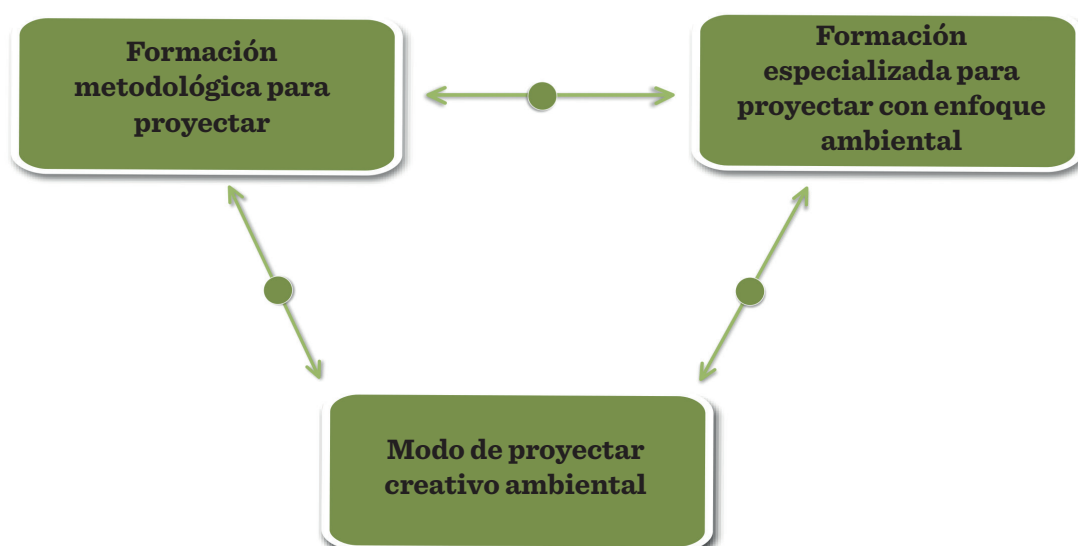 Formación
metodológica para
proyectar
Formación
especializada para
proyectar con enfoque
ambiental
Modo de proyectar
creativo ambiental